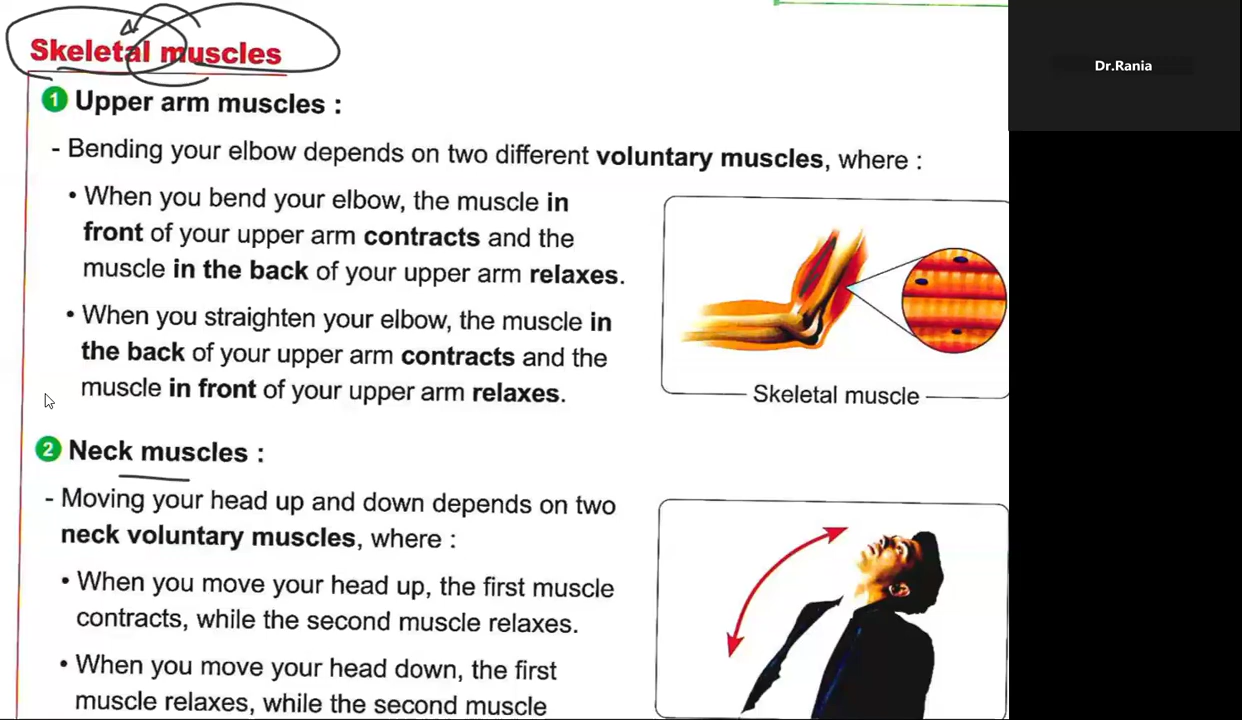 Skeletal muscles
1 Upper arm muscles :
- Bending your elbow depends on two different voluntary muscles, where :
• When you bend your elbow, the muscle in
front of your upper arm contracts and the
muscle in the back of your upper arm relaxes.
• When you straighten your elbow, the muscle in
the back of your upper arm contracts and the
muscle in front of your upper arm relaxes.
Skeletal muscle
2 Neck muscles :
- Moving your head up and down depends on two
neck voluntary muscles, where :
• When you move your head up, the first muscle
contracts, while the second muscle relaxes.
• When you move your head down, the first
muscle relaxes, while the second muscle
Dr.Rania